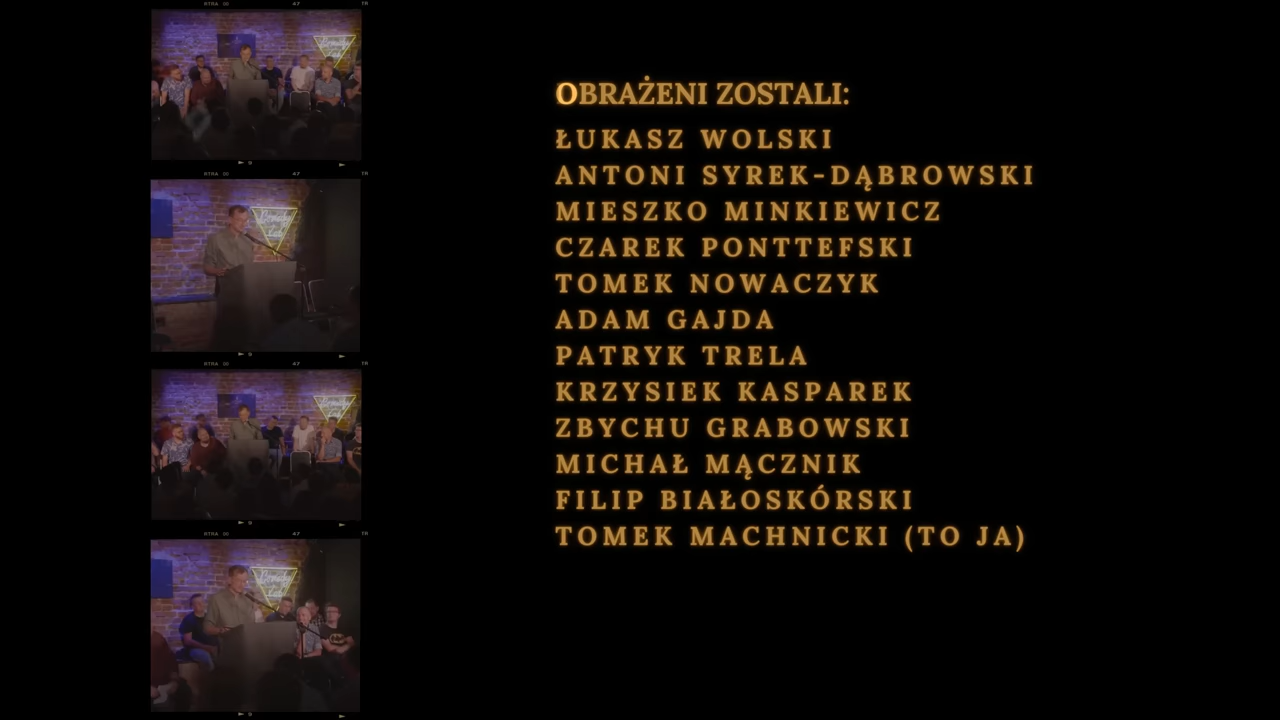 OBRAŻENI ZOSTALI:
ŁUKASZ WOLSKI
ANTONI SYREK-DĄBROWSKI
MIESZKO MINKIEWICZ
CZAREK PONTTEFSKI
TOMEK NOWACZYK
ADAM GAJDA
PATRYK TRELA
KRZYSIEK KASPAREK
ZBYCHU GRABOWSKI
MICHAŁ MĄCZNIK
FILIP BIAŁOSKÓRSKI
TOMEK MACHNICKI (TO JA)